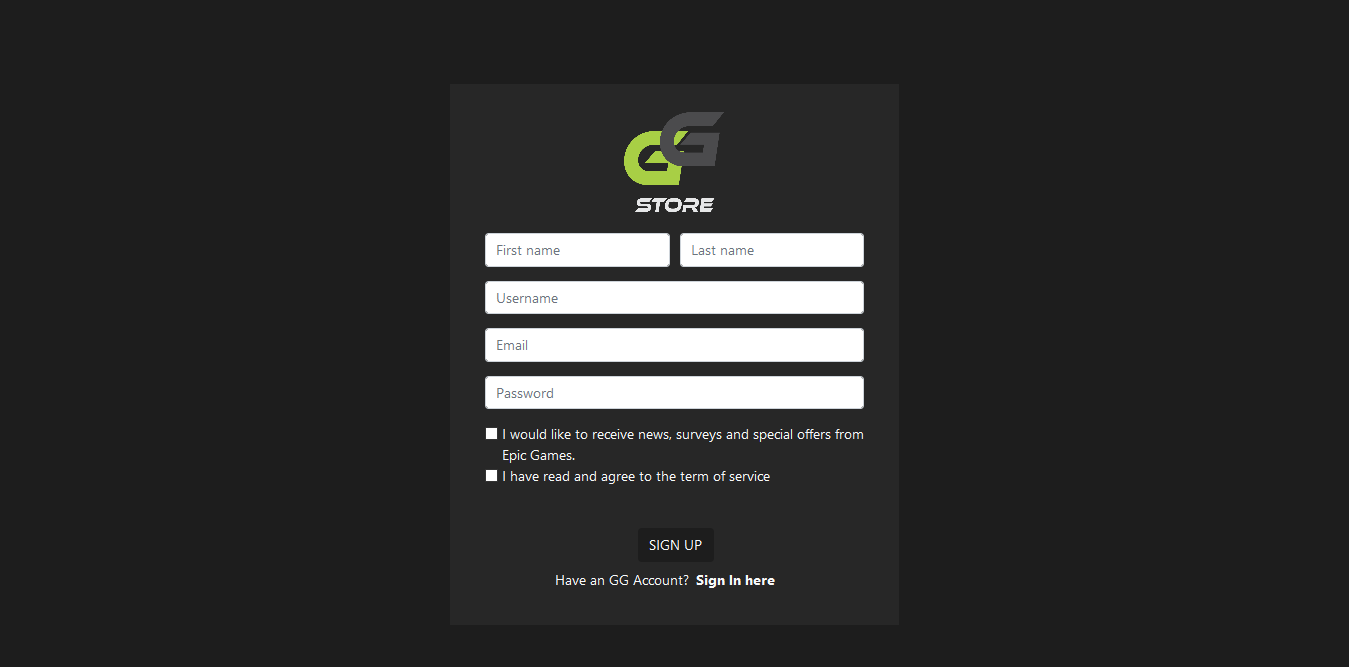 GG
STORE
First name Last name
Username
Email
Password
I would like to receive news, surveys and special offers from
Epic Games.
I have read and agree to the term of service
SIGN UP
Have an GG Account? Sign In here